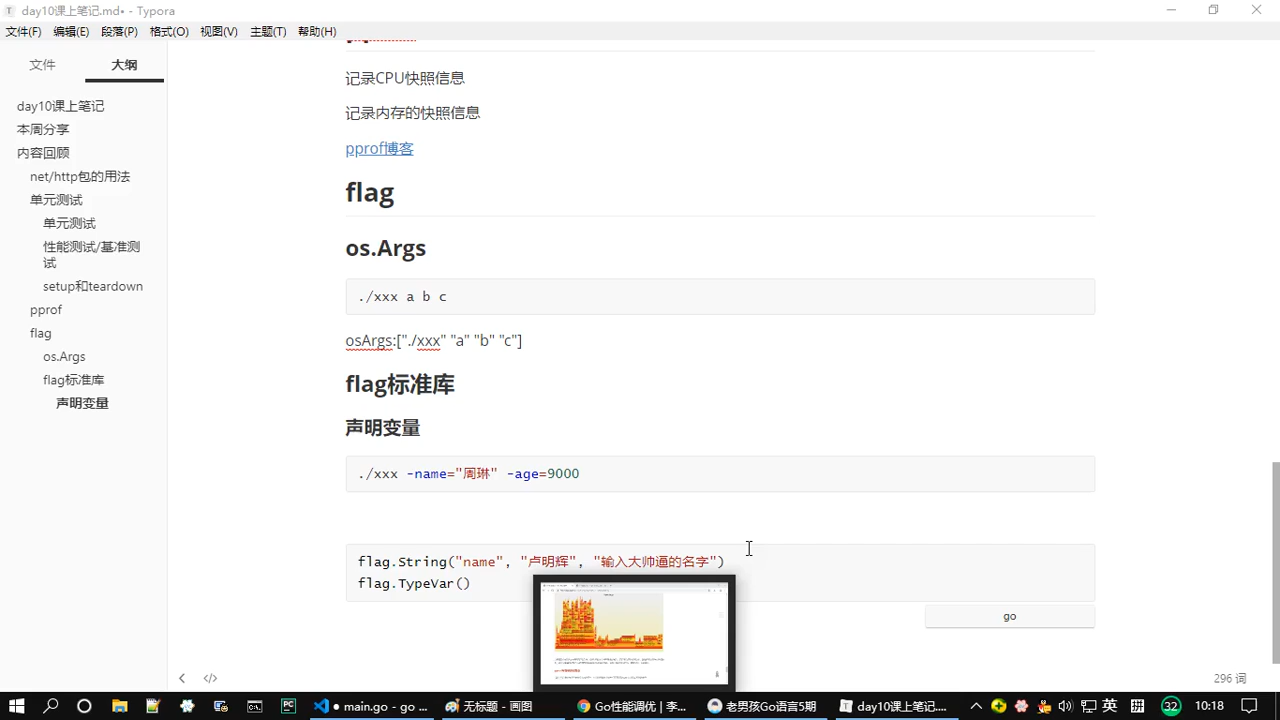 day10课上笔记.md• - Typora
文件(F) 编辑(E) 段落(P) 格式(O) 视图(V) 主题(T) 帮助(H)
文件 大纲
day10课上笔记
本周分享
内容回顾
net/http包的用法
单元测试
单元测试
性能测试/基准测
试
setup和teardown
pprof
flag
os.Args
flag标准库
声明变量
记录CPU快照信息
记录内存的快照信息
pprof博客
flag
os.Args
./xxx a b c
osArgs:["./xxx" "a" "b" "c"]
flag标准库
声明变量
./xxx -name="周琳" -age=9000
flag.String("name", "卢明辉", "输入大帅逼的名字")
flag.TypeVar()
go
296 词
● main.go - go ...
无标题 - 画图
Go性能调优 | 李...
老男孩Go语言5期
day10课上笔记....
英
拼
32
10:18